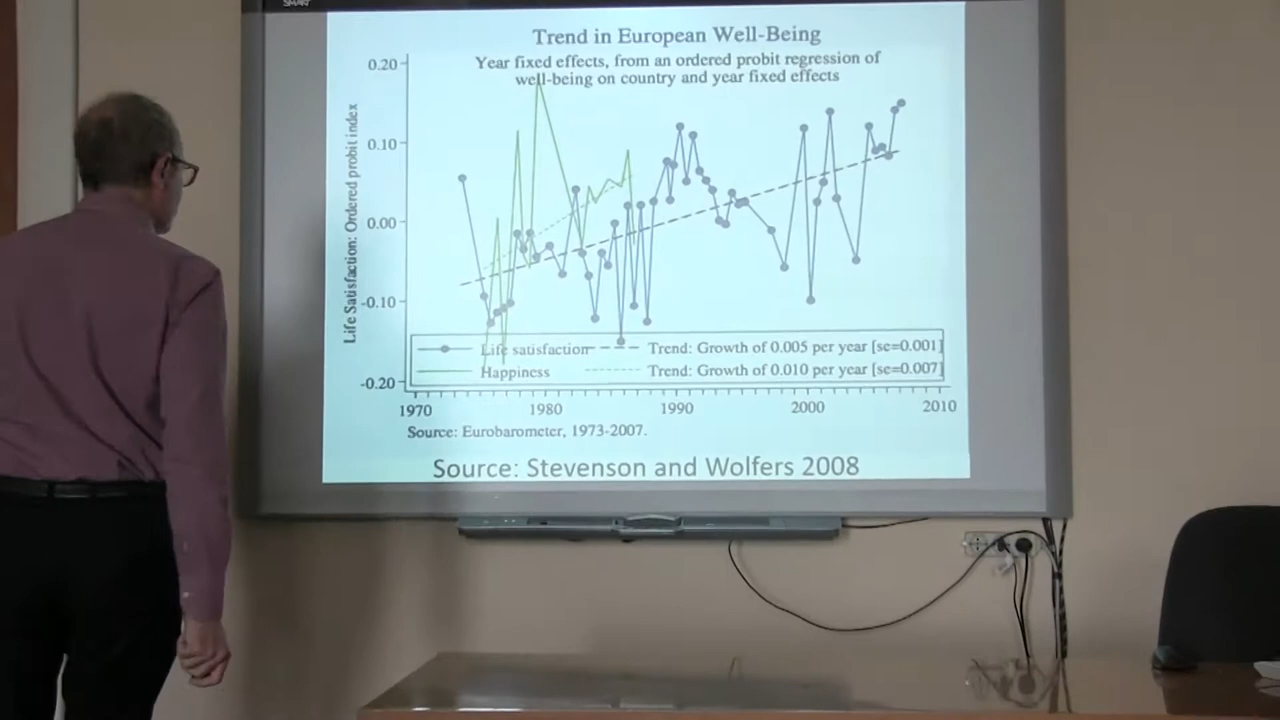 SMART
Trend in European Well-Being
Year fixed effects, from an ordered probit regression of
well-being on country and year fixed effects
Life Satisfaction: Ordered probit index
0.20
0.10
0.00
-0.10
-0.20
Life satisfaction
Trend: Growth of 0.005 per year [se=0.001]
Happiness
Trend: Growth of 0.010 per year [se=0.007]
1970 1980 1990 2000 2010
Source: Eurobarometer, 1973-2007.
Source: Stevenson and Wolfers 2008